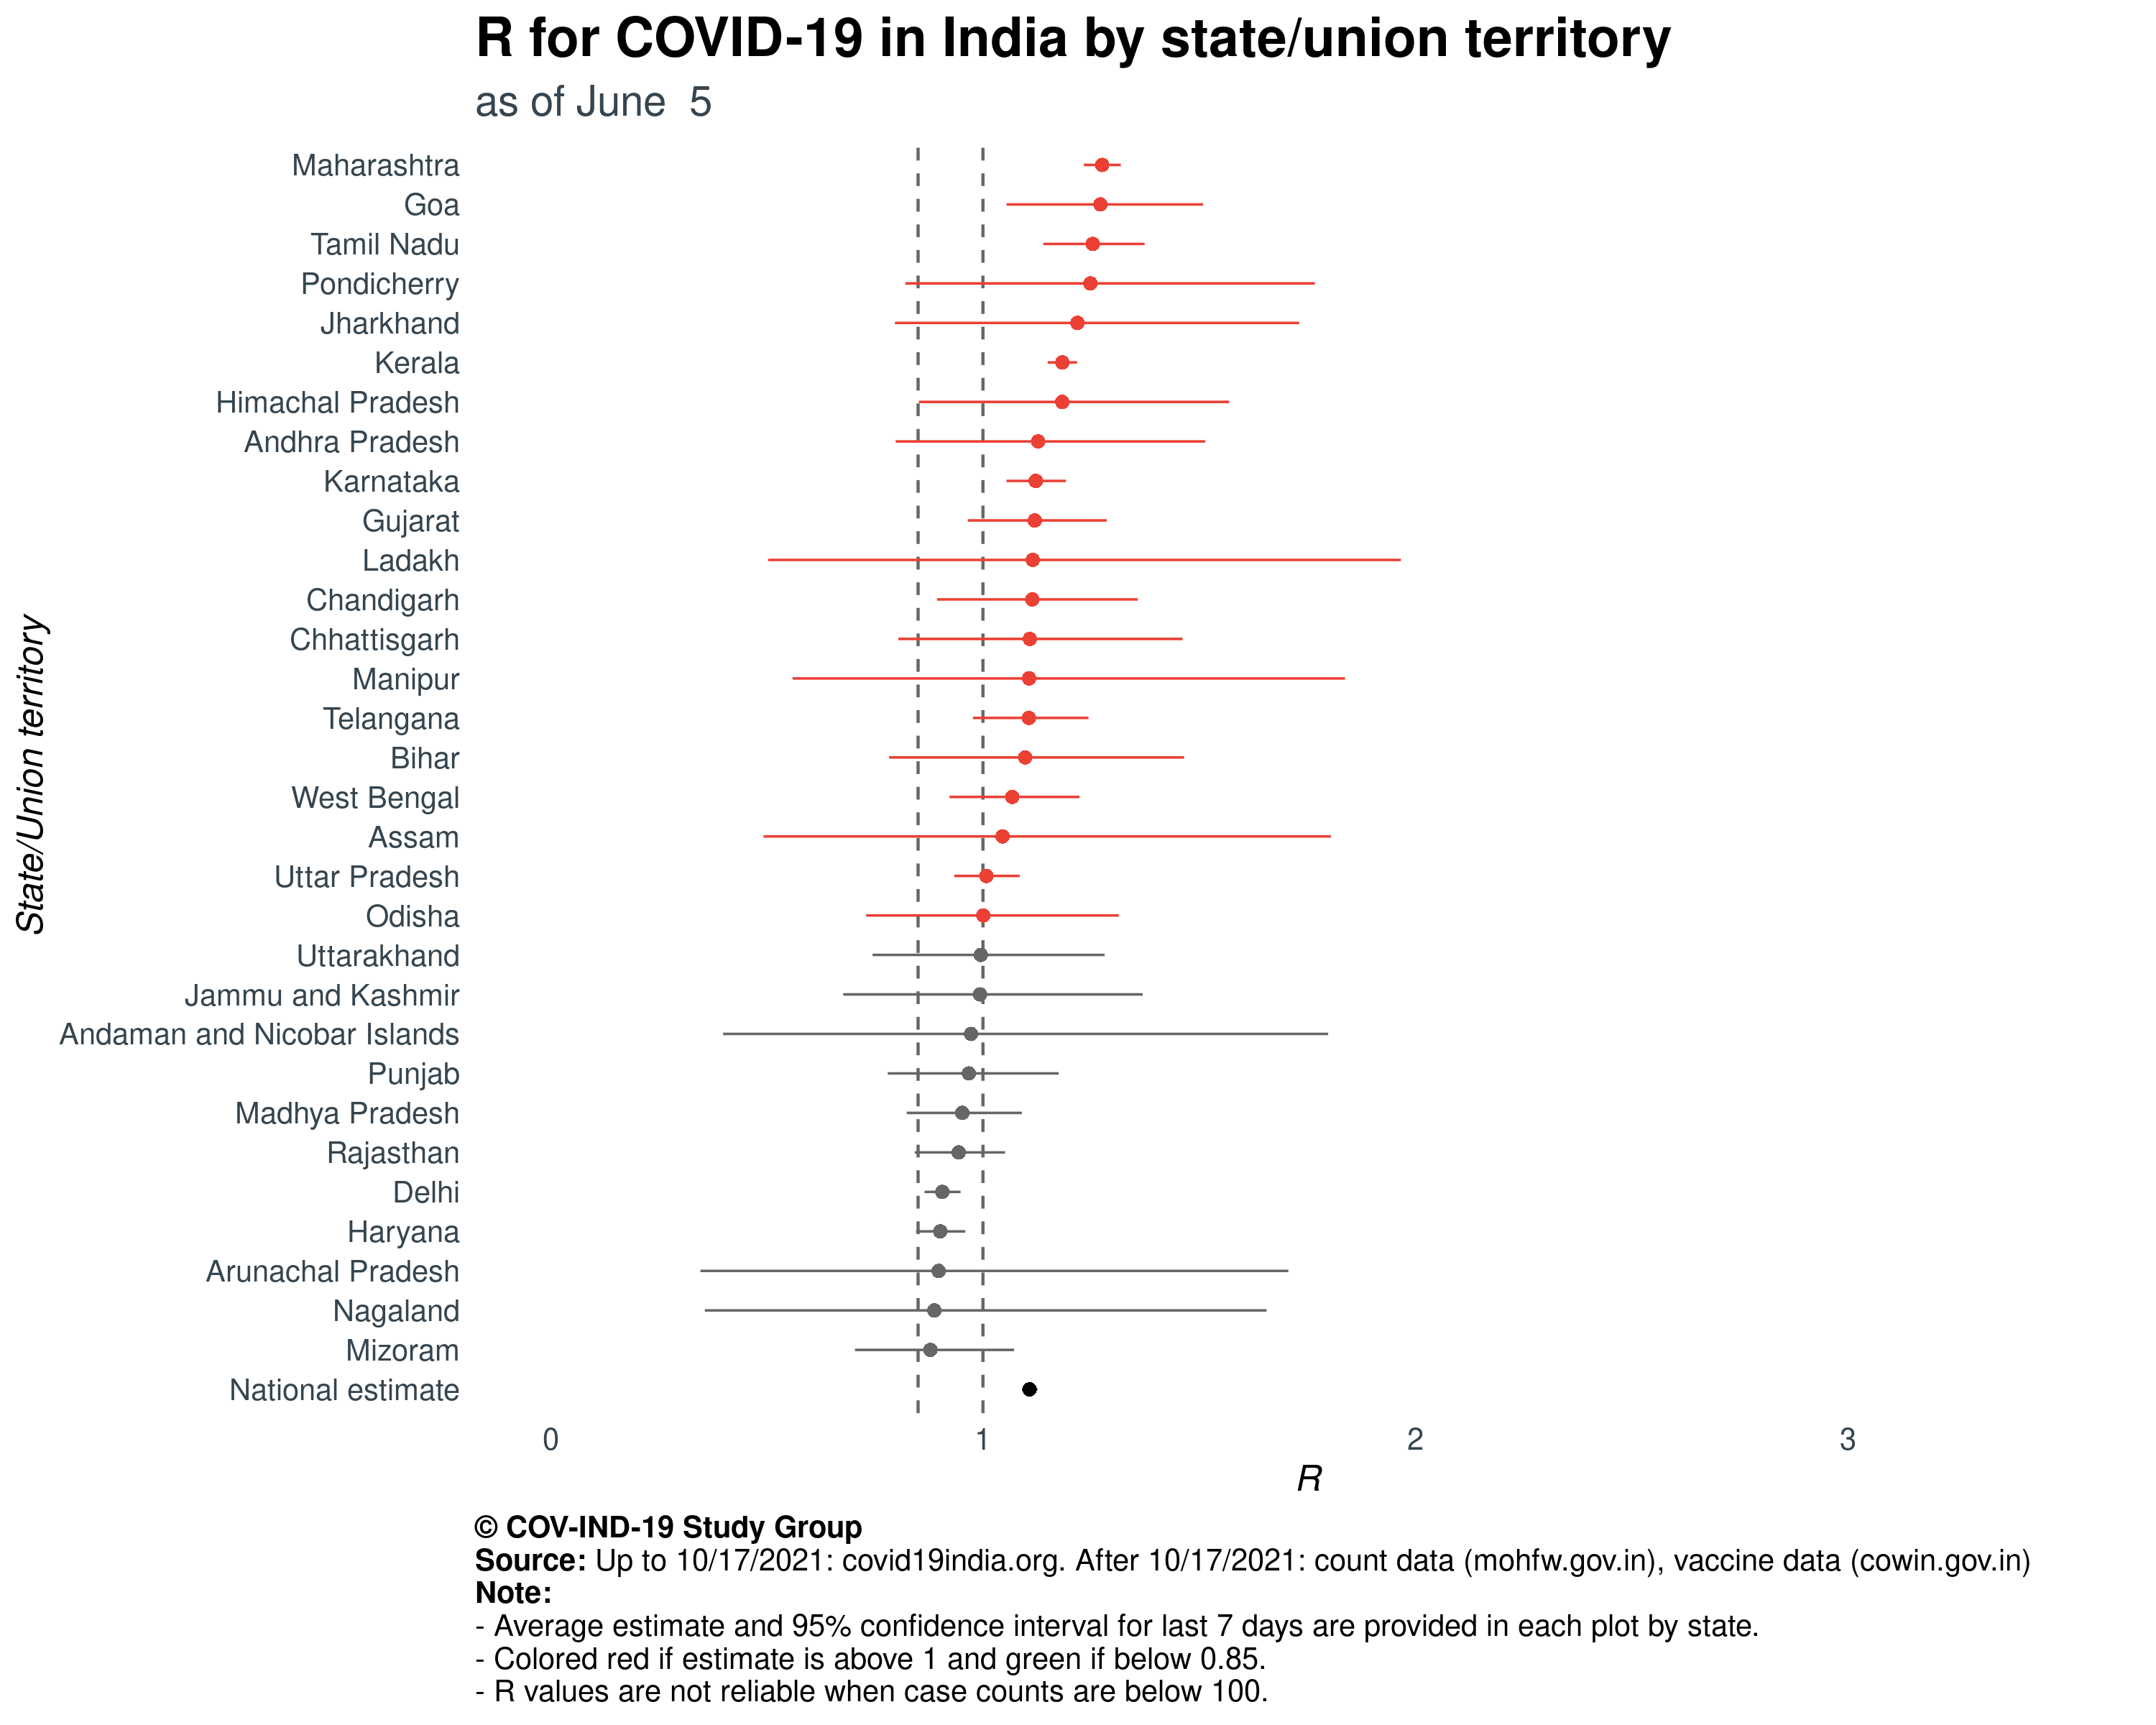 R for COVID-19 in India by state/union territory
as of June  5
State/Union territory
Maharashtra
Goa
Tamil Nadu
Pondicherry
Jharkhand
Kerala
Himachal Pradesh
Andhra Pradesh
Karnataka
Gujarat
Ladakh
Chandigarh
Chhattisgarh
Manipur
Telangana
Bihar
West Bengal
Assam
Uttar Pradesh
Odisha
Uttarakhand
Jammu and Kashmir
Andaman and Nicobar Islands
Punjab
Madhya Pradesh
Rajasthan
Delhi
Haryana
Arunachal Pradesh
Nagaland
Mizoram
National estimate
0 1 2 3
R
© COV-IND-19 Study Group
Source: Up to 10/17/2021: covid19india.org. After 10/17/2021: count data (mohfw.gov.in), vaccine data (cowin.gov.in)
Note:
- Average estimate and 95% confidence interval for last 7 days are provided in each plot by state.
- Colored red if estimate is above 1 and green if below 0.85.
- R values are not reliable when case counts are below 100.